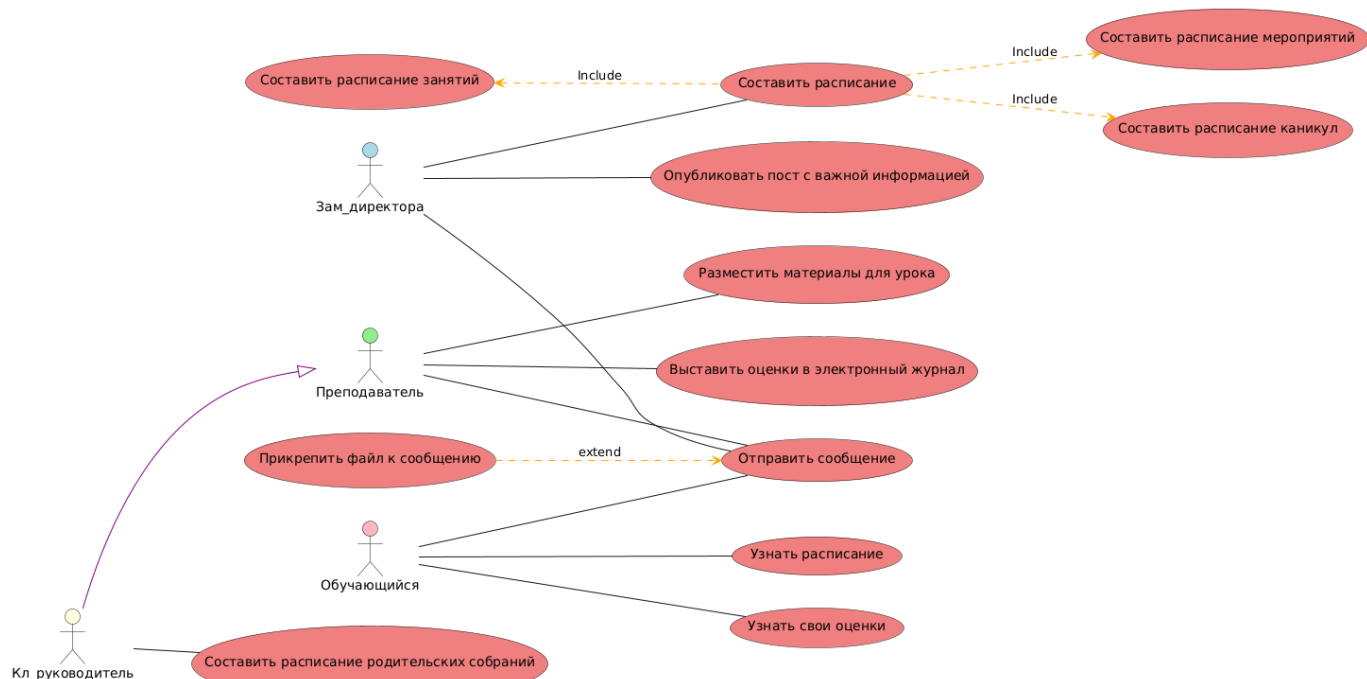 Составить расписание мероприятий
Include
Составить расписание занятий
Include
Составить расписание
Include
Составить расписание каникул
Опубликовать пост с важной информацией
Зам_директора
Разместить материалы для урока
Выставить оценки в электронный журнал
Преподаватель
Прикрепить файл к сообщению
extend
Отправить сообщение
Узнать расписание
Обучающийся
Узнать свои оценки
Составить расписание родительских собраний
Кл_руководитель